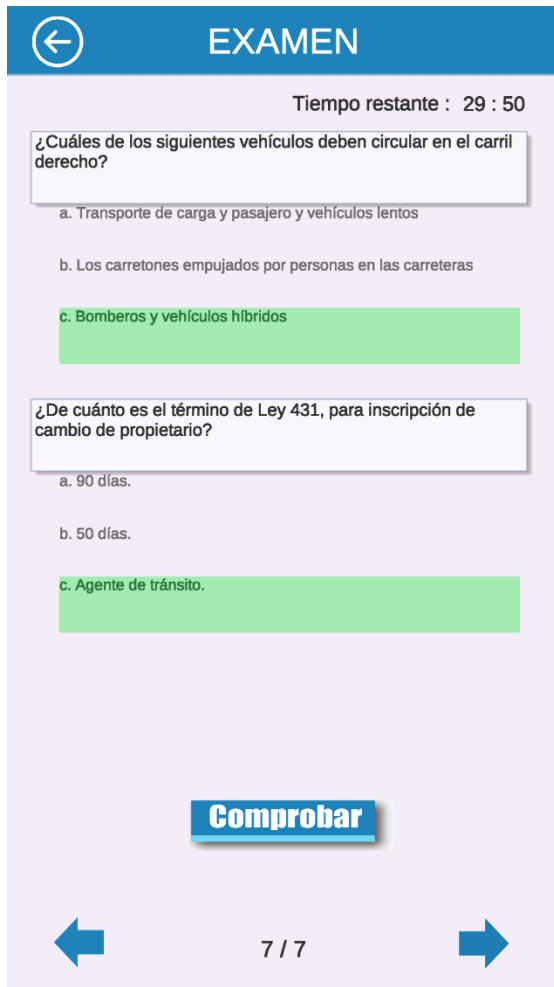 EXAMEN
Tiempo restante : 29 : 50
¿Cuáles de los siguientes vehículos deben circular en el carril
derecho?
a. Transporte de carga y pasajero y vehículos lentos
b. Los carretones empujados por personas en las carreteras
c. Bomberos y vehículos híbridos
¿De cuánto es el término de Ley 431, para inscripción de
cambio de propietario?
a. 90 días.
b. 50 días.
c. Agente de tránsito.
Comprobar
7 / 7